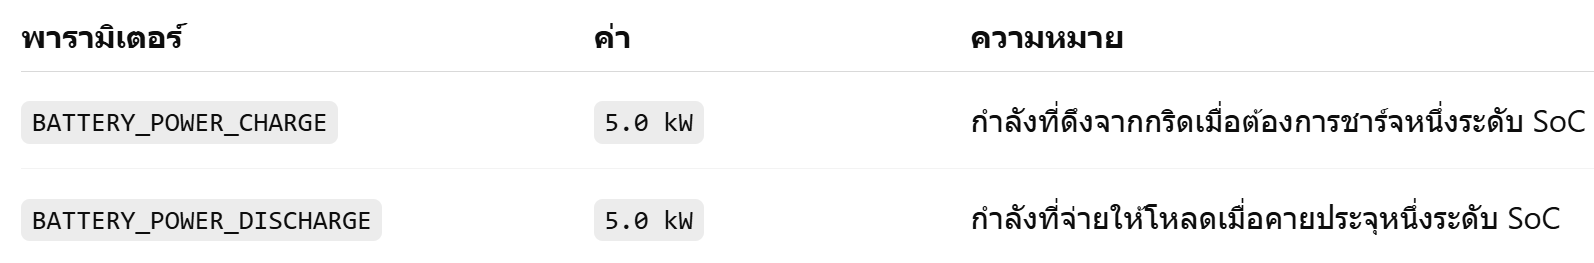 พารามิเตอร์ ค่า ความหมาย
BATTERY_POWER_CHARGE 5.0 kW กำลังที่ดึงจากกริดเมื่อต้องการชาร์จหนึ่งระดับ SoC
BATTERY_POWER_DISCHARGE 5.0 kW กำลังที่จ่ายให้โหลดเมื่อคายประจุหนึ่งระดับ SoC